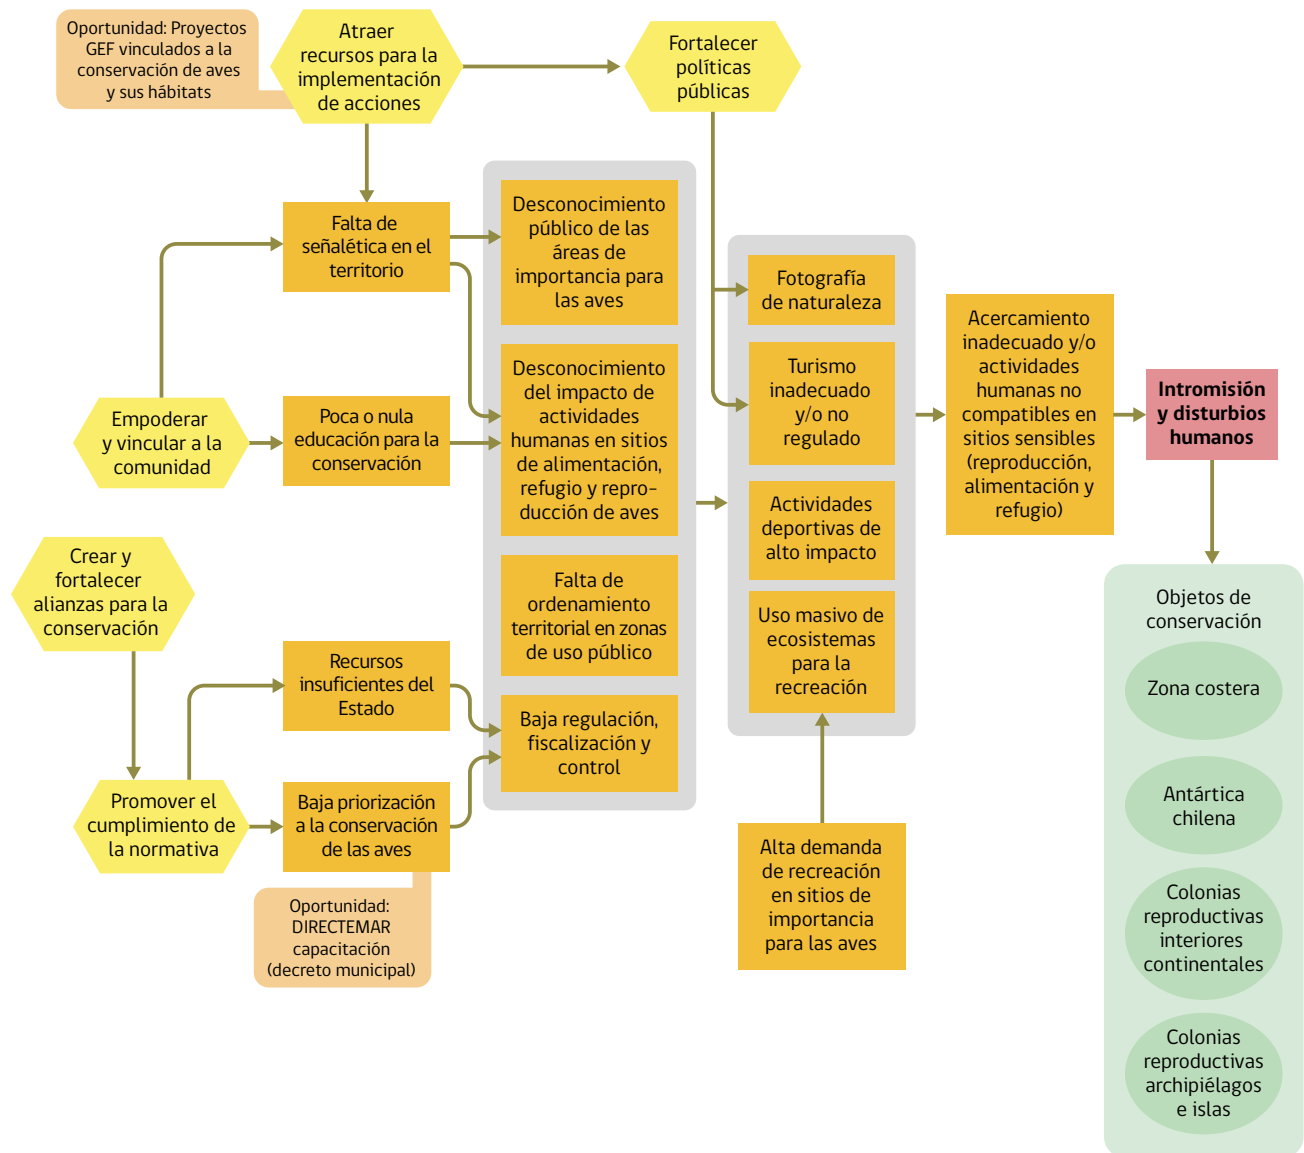 Oportunidad: Proyectos
GEF vinculados a la
conservación de aves
y sus hábitats
Atraer
recursos para la
implementación
de acciones
Fortalecer
políticas
públicas
Falta de
señalética en el
territorio
Desconocimiento
público de las
áreas de
importancia para
las aves
Empoderar
y vincular a la
comunidad
Poca o nula
educación para la
conservación
Desconocimiento
del impacto de
actividades
humanas en sitios
de alimentación,
refugio y repro-
ducción de aves
Crear y
fortalecer
alianzas para la
conservación
Falta de
ordenamiento
territorial en zonas
de uso público
Recursos
insuficientes del
Estado
Baja regulación,
fiscalización y
control
Promover el
cumplimiento de
la normativa
Baja priorización
a la conservación
de las aves
Oportunidad:
DIRECTEMAR
capacitación
(decreto municipal)
Fotografía
de naturaleza
Turismo
inadecuado
y/o no
regulado
Actividades
deportivas de
alto impacto
Uso masivo de
ecosistemas
para la
recreación
Alta demanda
de recreación
en sitios de
importancia
para las aves
Acercamiento
inadecuado y/o
actividades
humanas no
compatibles en
sitios sensibles
(reproducción,
alimentación y
refugio)
Intromisión
y disturbios
humanos
Objetos de
conservación
Zona costera
Antártica
chilena
Colonias
reproductivas
interiores
continentales
Colonias
reproductivas
archipiélagos
e islas